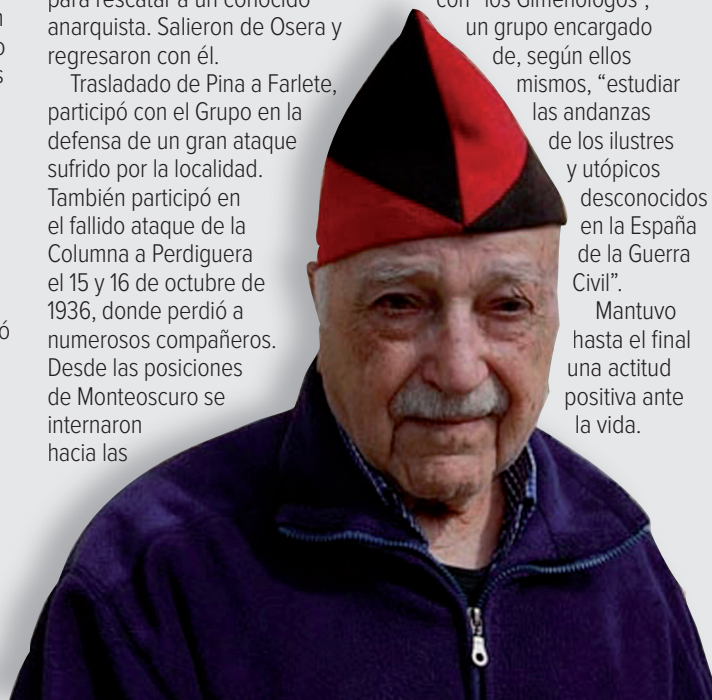 para rescatar a un conocido
anarquista. Salieron de Osera y
regresaron con él.
Trasladado de Pina a Farlete,
participó con el Grupo en la
defensa de un gran ataque
sufrido por la localidad.
También participó en
el fallido ataque de la
Columna a Perdiguera
el 15 y 16 de octubre de
1936, donde perdió a
numerosos compañeros.
Desde las posiciones
de Monteoscuro se
internaron
hacia las
con “los Gimenólogos”,
un grupo encargado
de, según ellos
mismos, “estudiar
las andanzas
de los ilustres
y utópicos
desconocidos
en la España
de la Guerra
Civil”.
Mantuvo
hasta el final
una actitud
positiva ante
la vida.